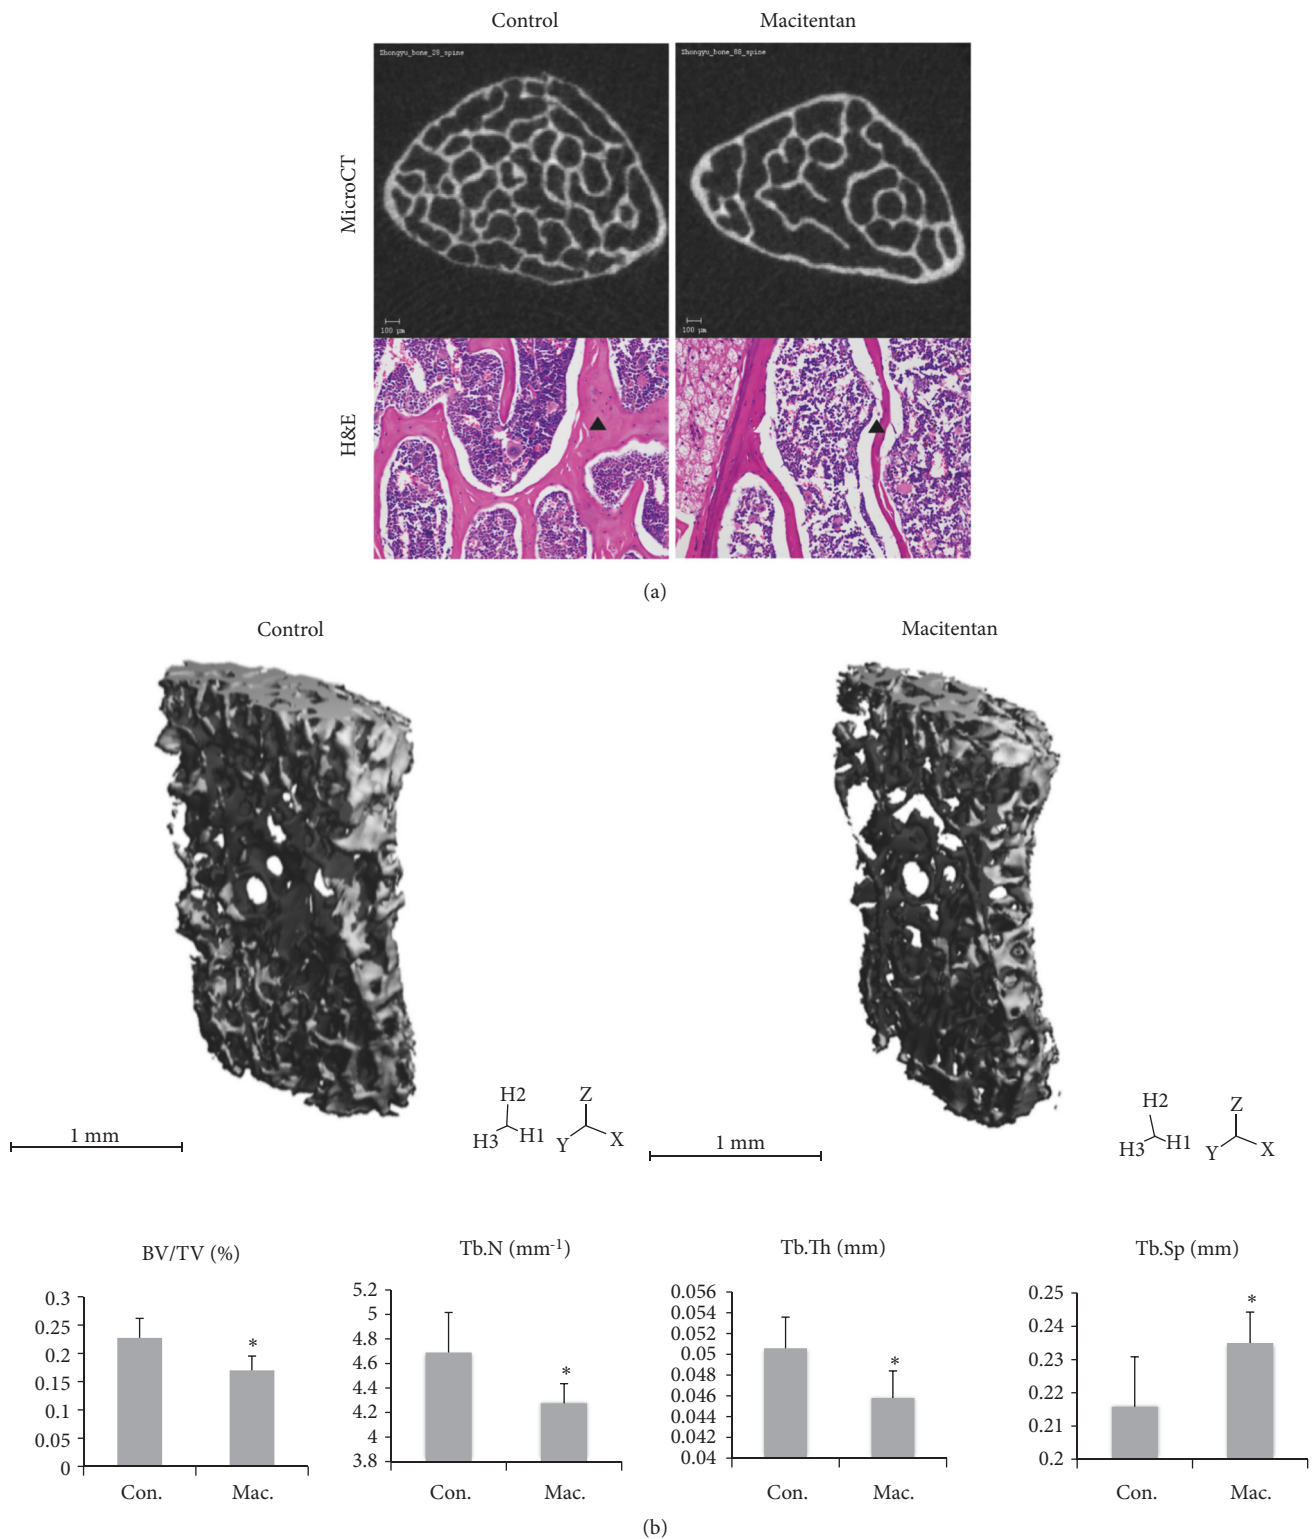 Control
Macitentan
MicroCT
Zhongyu_bone_28_spine
Zhongyu_bone_88_spine
100 µm
100 µm
H&E
(a)
Control
Macitentan
1 mm
H2
H3
H1
Z
Y
X
1 mm
H2
H3
H1
Z
Y
X
BV/TV (%)
0.3
0.25
0.2
0.15
0.1
0.05
0
*
Con.
Mac.
Tb.N (mm⁻¹)
5.2
5
4.8
4.6
4.4
4.2
4
3.8
*
Con.
Mac.
Tb.Th (mm)
0.056
0.054
0.052
0.05
0.048
0.046
0.044
0.042
0.04
*
Con.
Mac.
Tb.Sp (mm)
0.25
0.24
0.23
0.22
0.21
0.2
*
Con.
Mac.
(b)